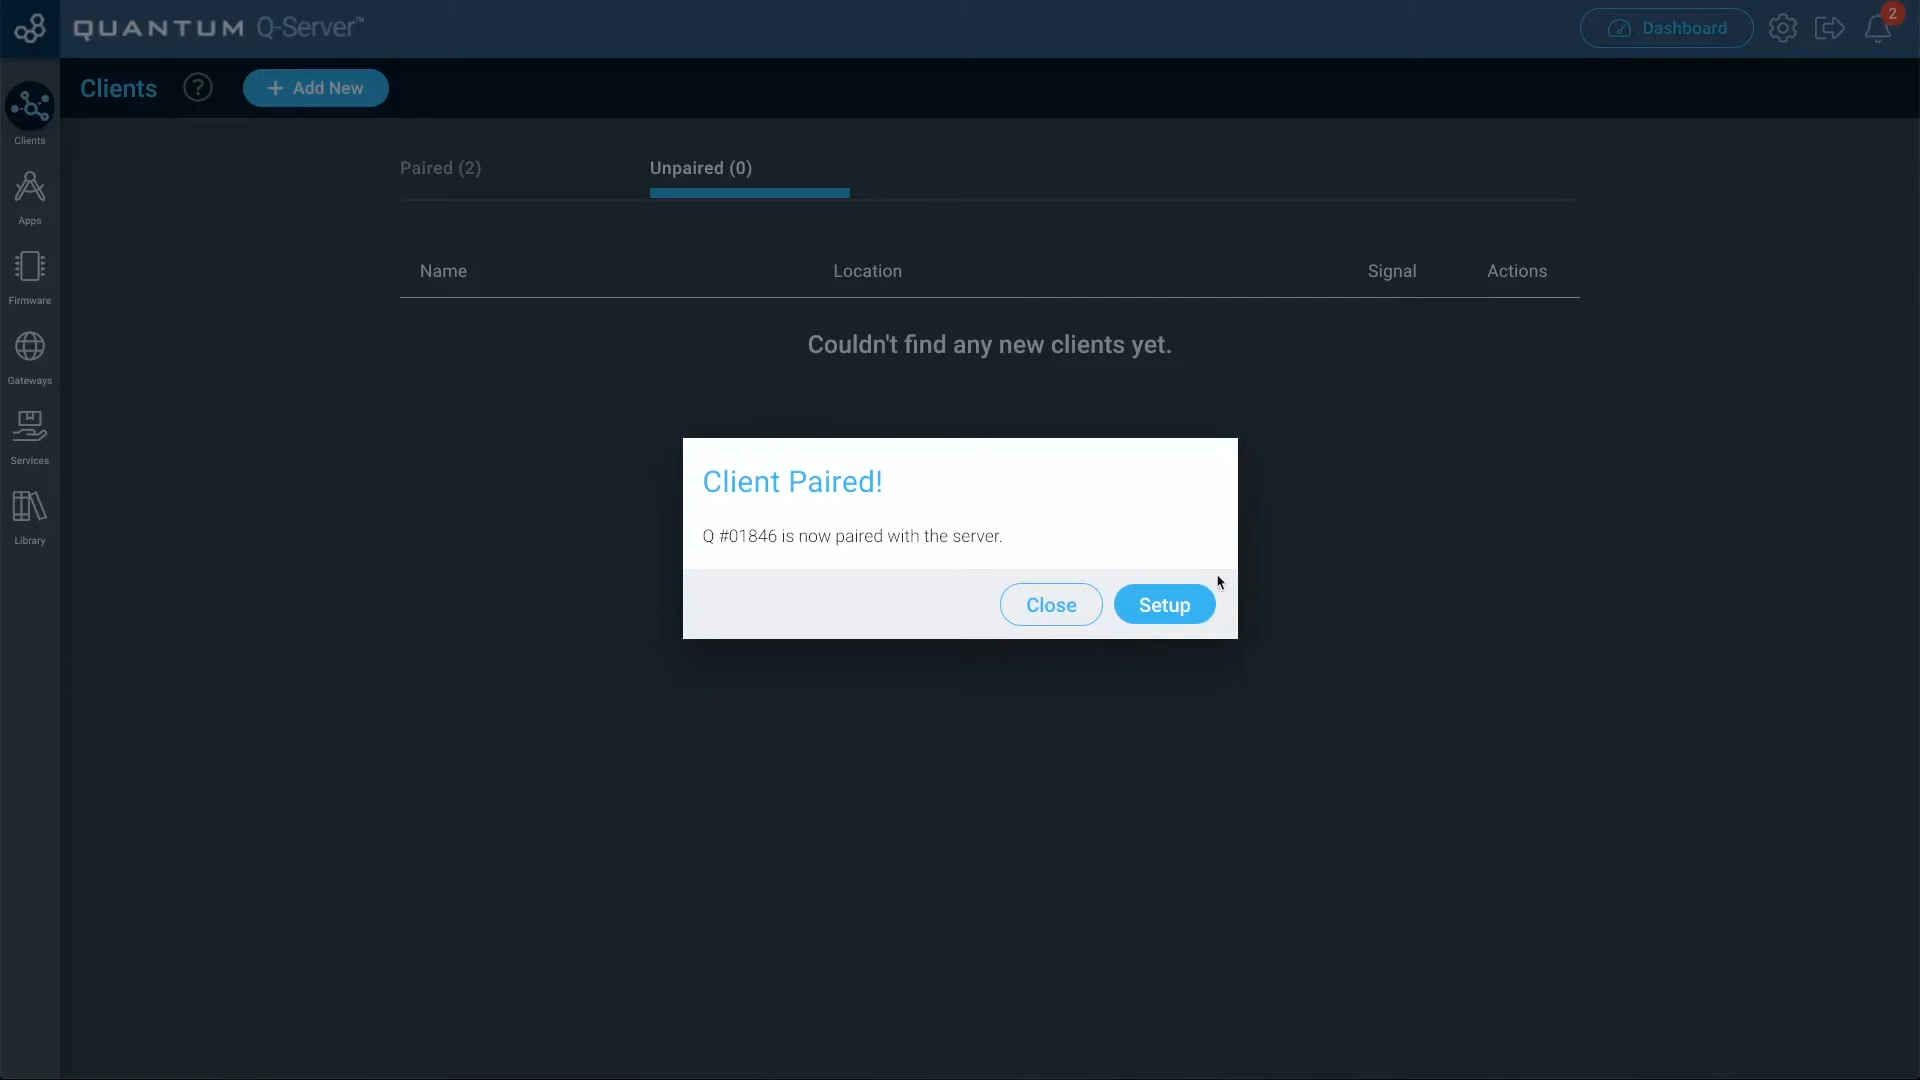 QUANTUM Q-Server™
Dashboard
2
Clients
?
+ Add New
Clients
Apps
Firmware
Gateways
Services
Library
Paired (2)
Unpaired (0)
Name
Location
Signal
Actions
Couldn't find any new clients yet.
Client Paired!
Q #01846 is now paired with the server.
Close
Setup